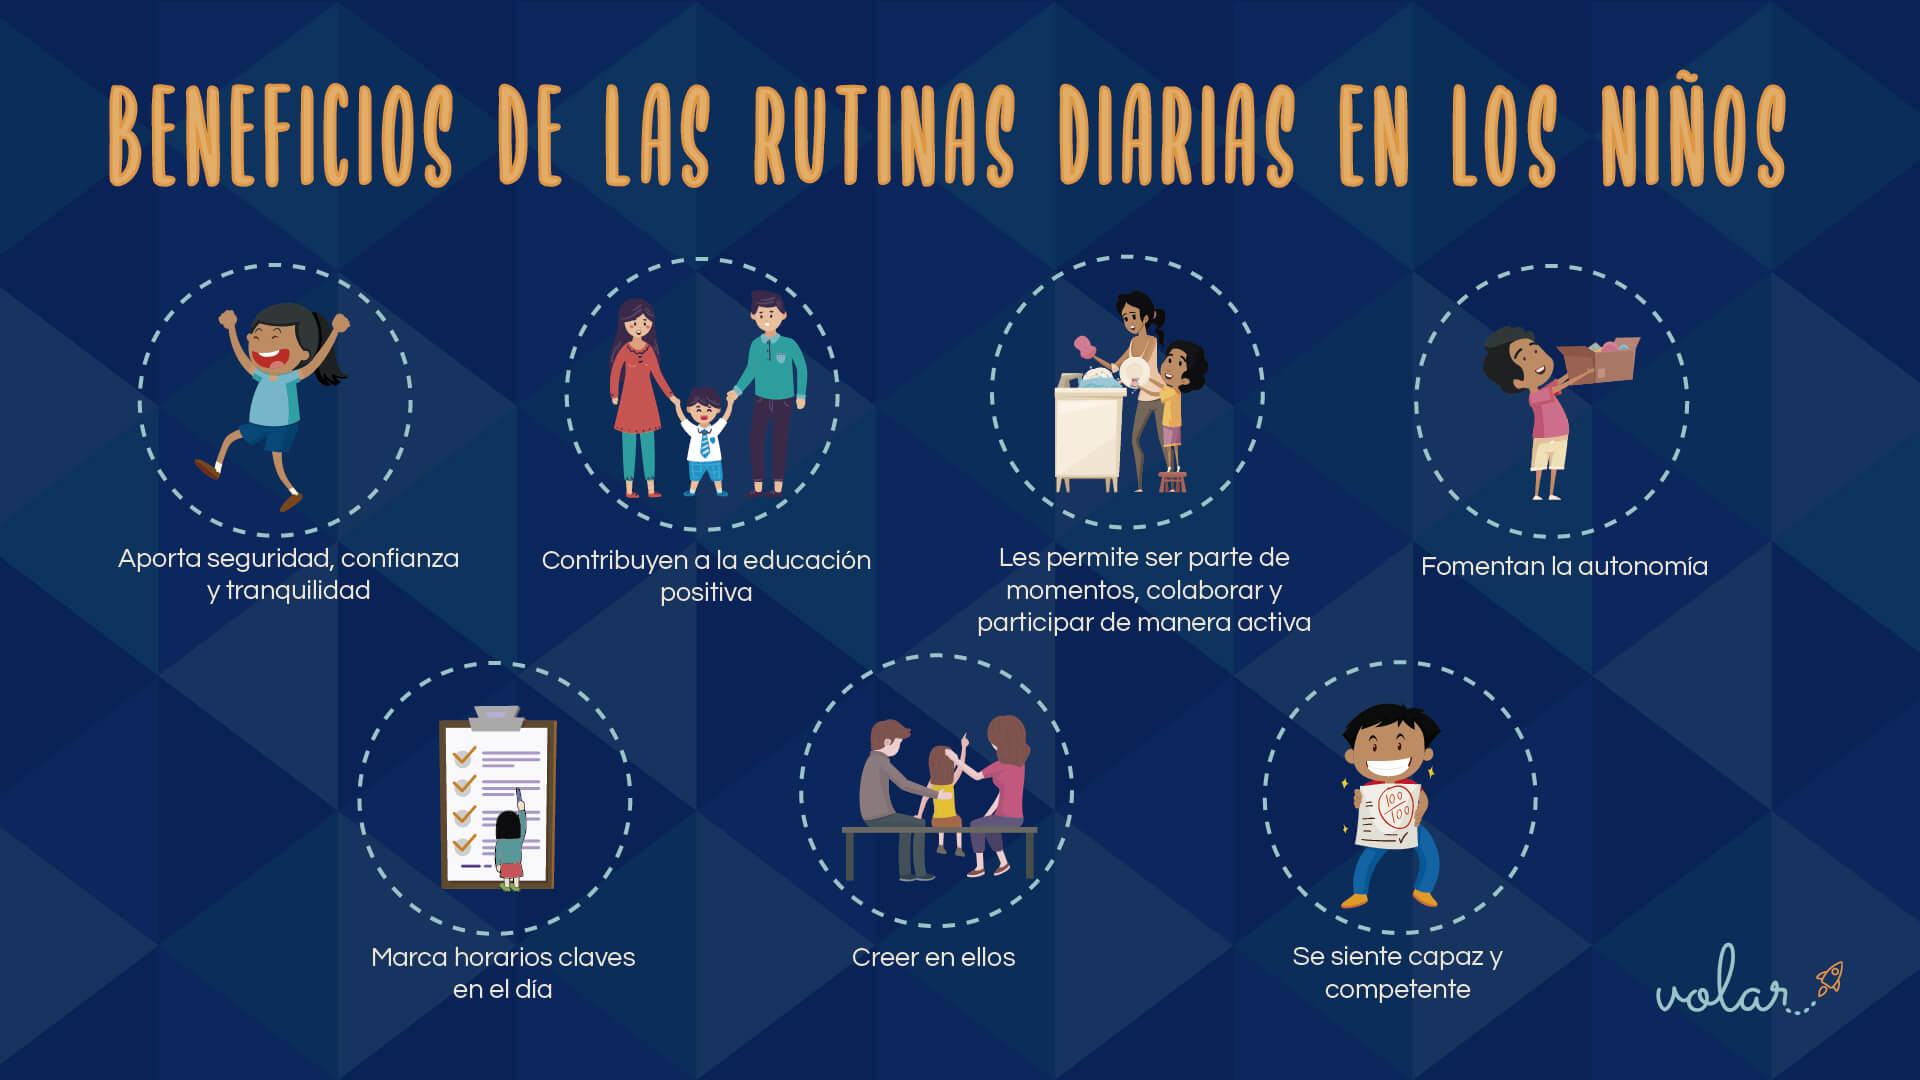 BENEFICIOS DE LAS RUTINAS DIARIAS EN LOS NIÑOS
Aporta seguridad, confianza
y tranquilidad
Contribuyen a la educación
positiva
Les permite ser parte de
momentos, colaborar y
participar de manera activa
Fomentan la autonomía
Marca horarios claves
en el día
Creer en ellos
100
100
Se siente capaz y
competente
volar